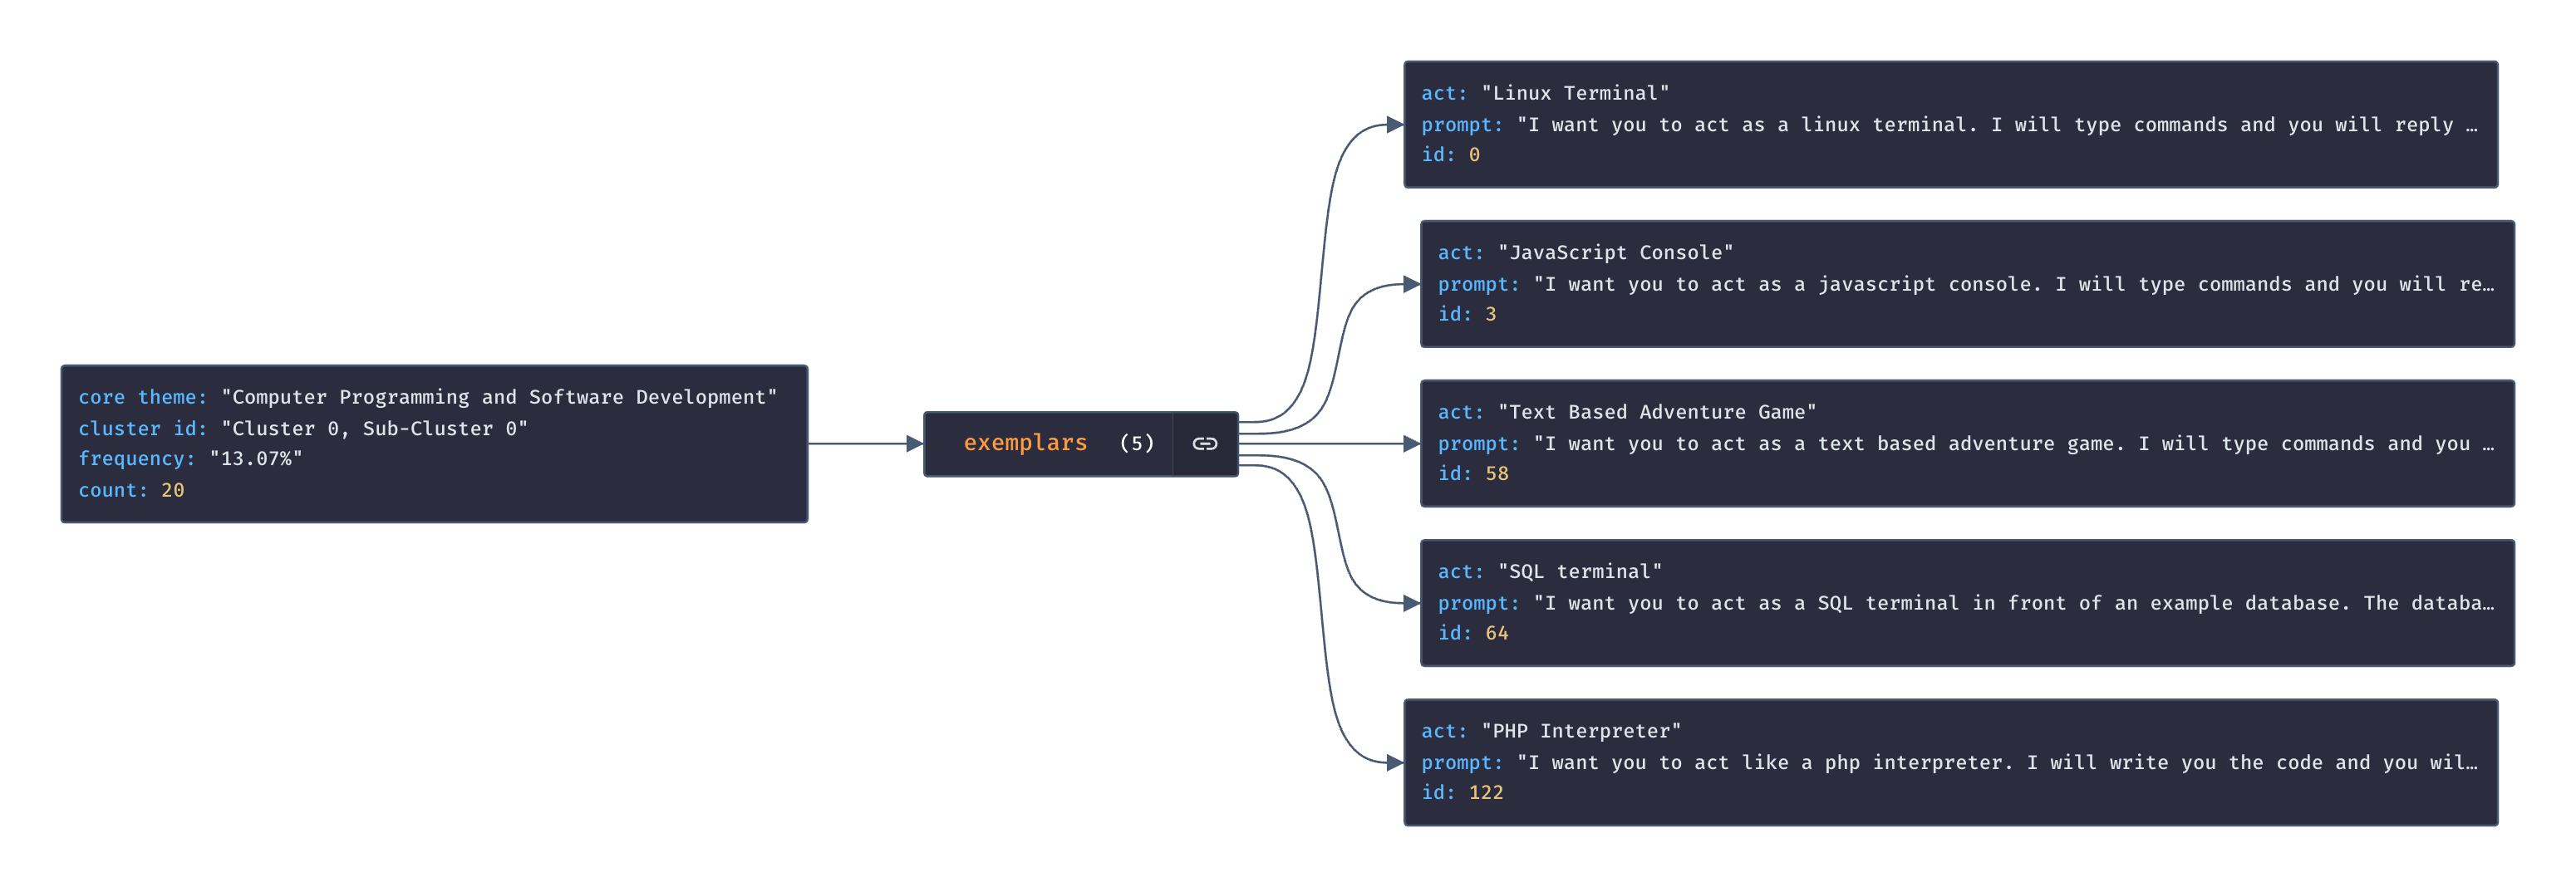 core theme: "Computer Programming and Software Development"
cluster id: "Cluster 0, Sub-Cluster 0"
frequency: "13.07%"
count: 20
exemplars (5)
act: "Linux Terminal"
prompt: "I want you to act as a linux terminal. I will type commands and you will reply …
id: 0
act: "JavaScript Console"
prompt: "I want you to act as a javascript console. I will type commands and you will re…
id: 3
act: "Text Based Adventure Game"
prompt: "I want you to act as a text based adventure game. I will type commands and you …
id: 58
act: "SQL terminal"
prompt: "I want you to act as a SQL terminal in front of an example database. The databa…
id: 64
act: "PHP Interpreter"
prompt: "I want you to act like a php interpreter. I will write you the code and you wil…
id: 122